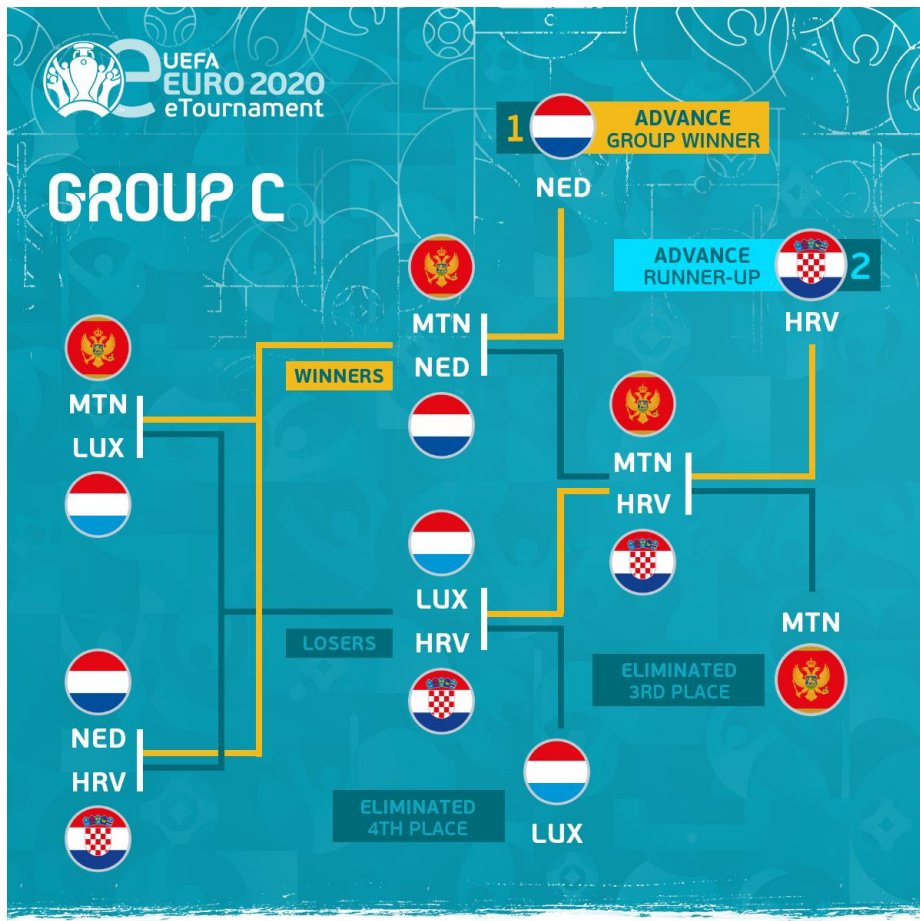 UEFA
EURO 2020
eTournament
GROUP C
1
ADVANCE
GROUP WINNER
NED
ADVANCE
RUNNER-UP
2
HRV
MTN
NED
WINNERS
MTN
LUX
MTN
HRV
LUX
HRV
LOSERS
MTN
ELIMINATED
3RD PLACE
NED
HRV
ELIMINATED
4TH PLACE
LUX
C